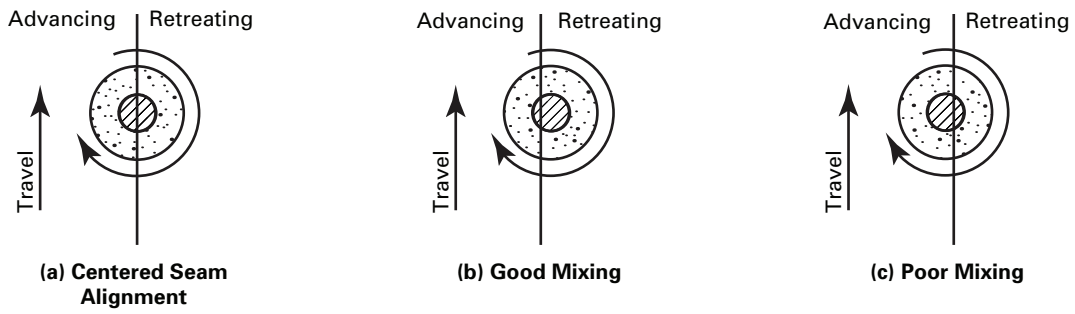 Advancing Retreating
Travel
(a) Centered Seam
Alignment
Advancing Retreating
Travel
(b) Good Mixing
Advancing Retreating
Travel
(c) Poor Mixing